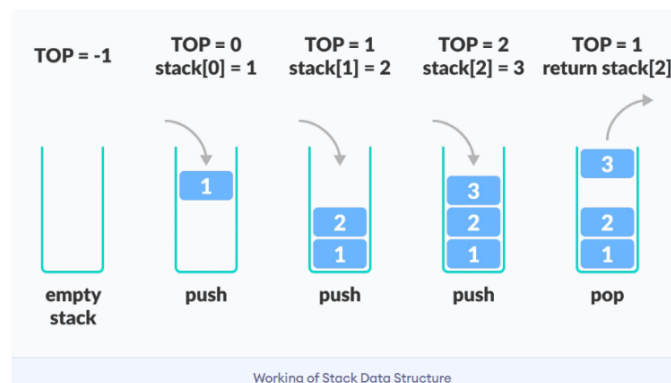 TOP = -1
TOP = 0
stack[0] = 1
TOP = 1
stack[1] = 2
TOP = 2
stack[2] = 3
TOP = 1
return stack[2]
1
2
1
3
2
1
3
2
1
empty
stack
push
push
push
pop
Working of Stack Data Structure